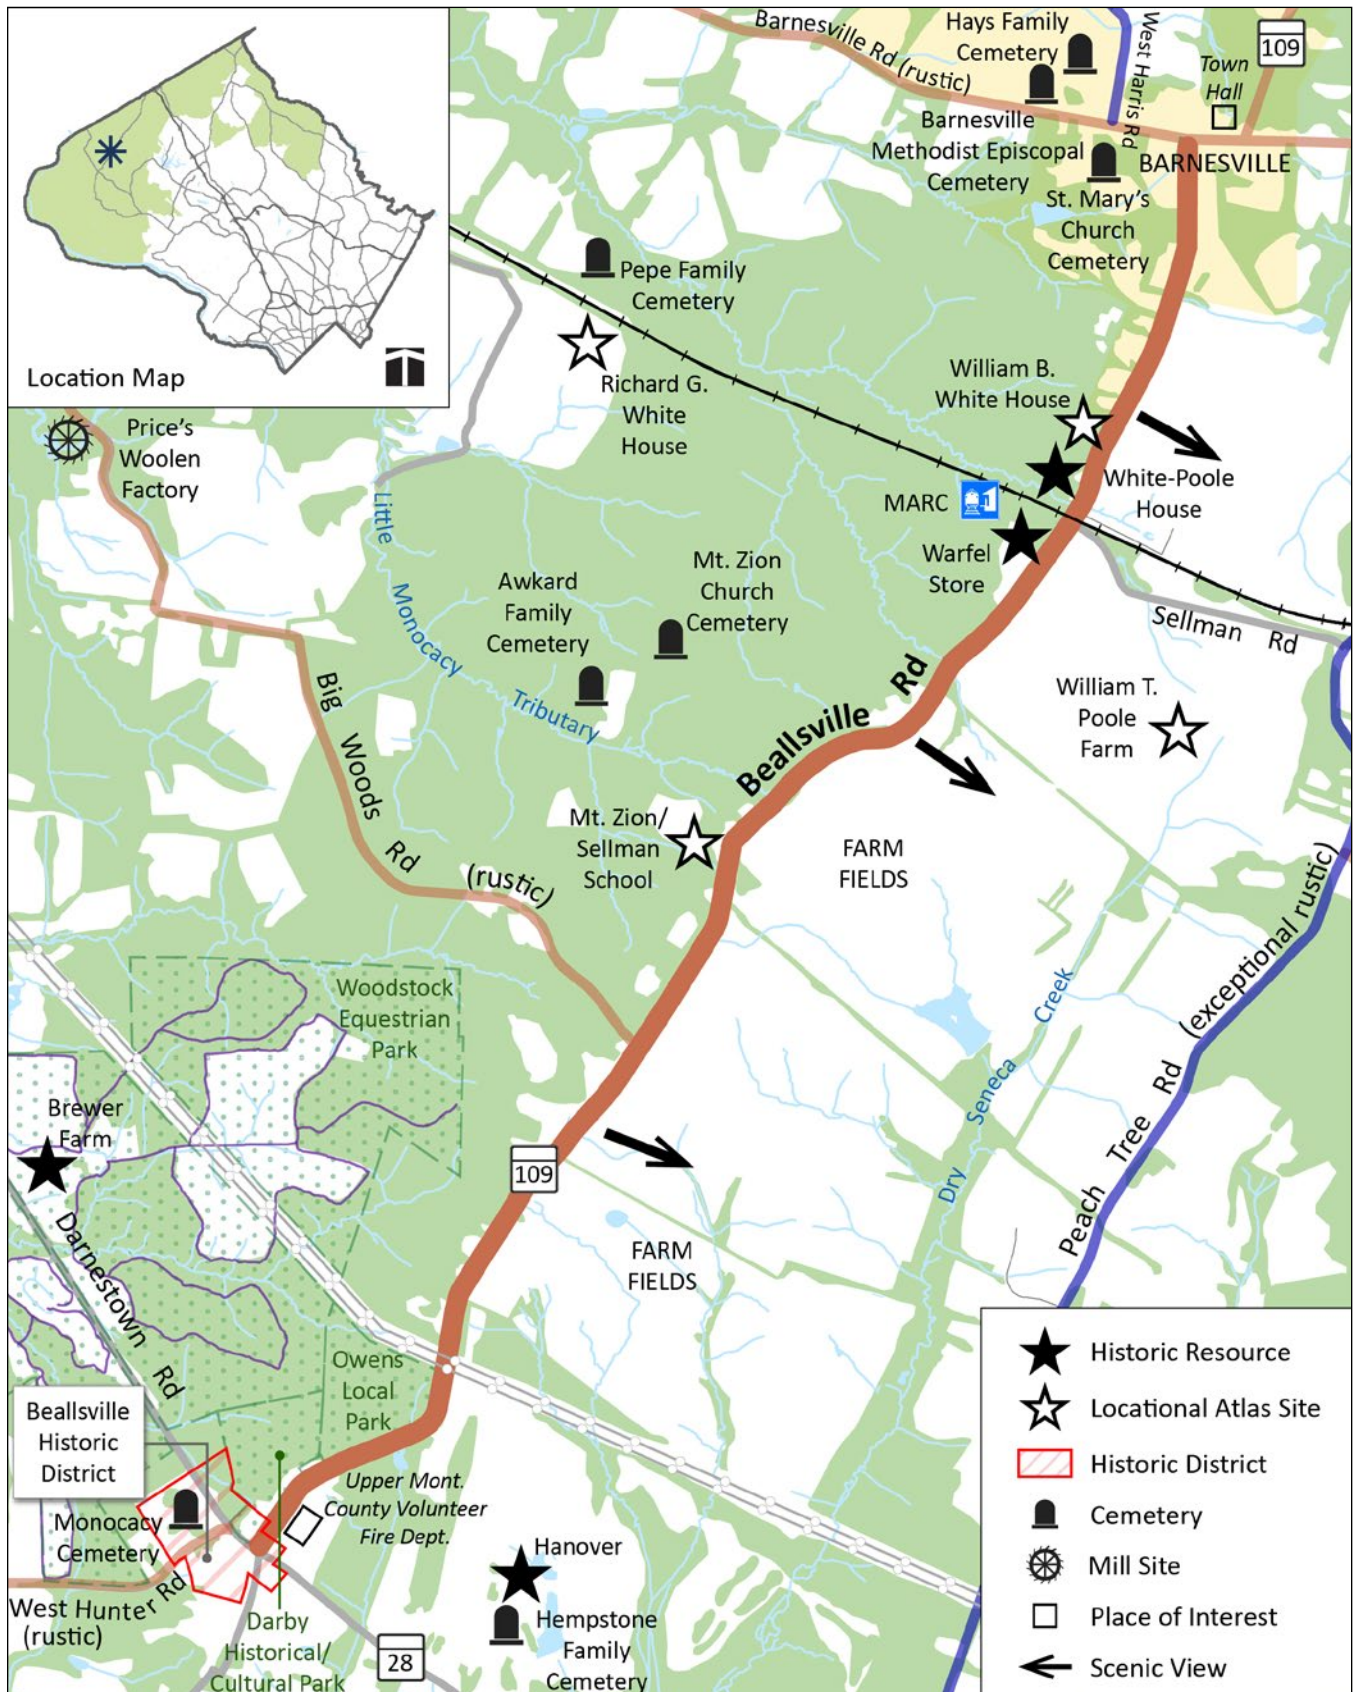 Barnesville Rd (rustic)
Hays Family
Cemetery
West Harris Rd
109
Town
Hall
Barnesville
Methodist Episcopal
Cemetery
BARNESVILLE
St. Mary's
Church
Cemetery
Location Map
Pepe Family
Cemetery
Richard G.
White
House
William B.
White House
White-Poole
House
MARC
Warfel
Store
Price's
Woolen
Factory
Little
Monocacy
Tributary
Awkard
Family
Cemetery
Mt. Zion
Church
Cemetery
Sellman Rd
William T.
Poole
Farm
Beallsville Rd
Big Woods Rd (rustic)
Mt. Zion/
Sellman
School
FARM
FIELDS
Woodstock
Equestrian
Park
Dry Seneca Creek
Peach Tree Rd (exceptional rustic)
Brewer
Farm
109
FARM
FIELDS
Darnestown Rd
Owens
Local
Park
Beallsville
Historic
District
Monocacy
Cemetery
Upper Mont.
County Volunteer
Fire Dept.
West Hunter Rd
(rustic)
Darby
Historical/
Cultural Park
28
Hanover
Hempstone
Family
Cemetery
Historic Resource
Locational Atlas Site
Historic District
Cemetery
Mill Site
Place of Interest
Scenic View